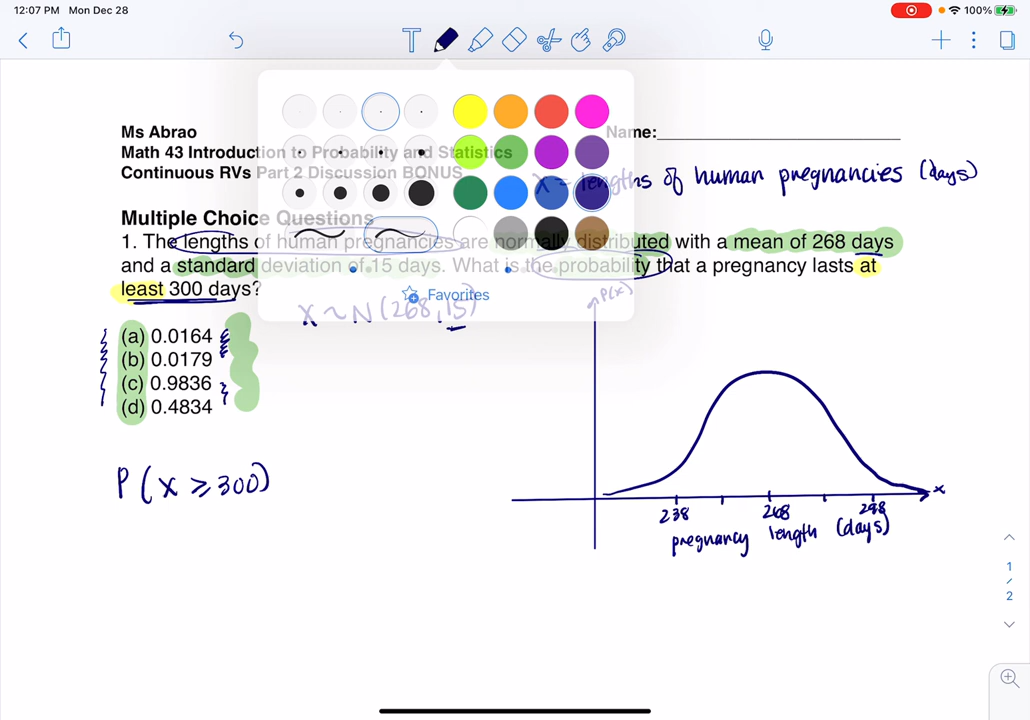 12:07 PM Mon Dec 28
100%
T
Ms Abrao
Name:
Math 43 Introduction to Probability and Statistics
Continuous RVs Part 2 Discussion BONUS
X = lengths of human pregnancies (days)
Multiple Choice Questions
1. The lengths of human pregnancies are normally distributed with a mean of 268 days
and a standard deviation of 15 days. What is the probability that a pregnancy lasts at
least 300 days?
Favorites
X ~ N (268, 15)
P(x)
(a) 0.0164
(b) 0.0179
(c) 0.9836
(d) 0.4834
P (X ≥ 300)
x
238 268 298
pregnancy length (days)
1
/
2